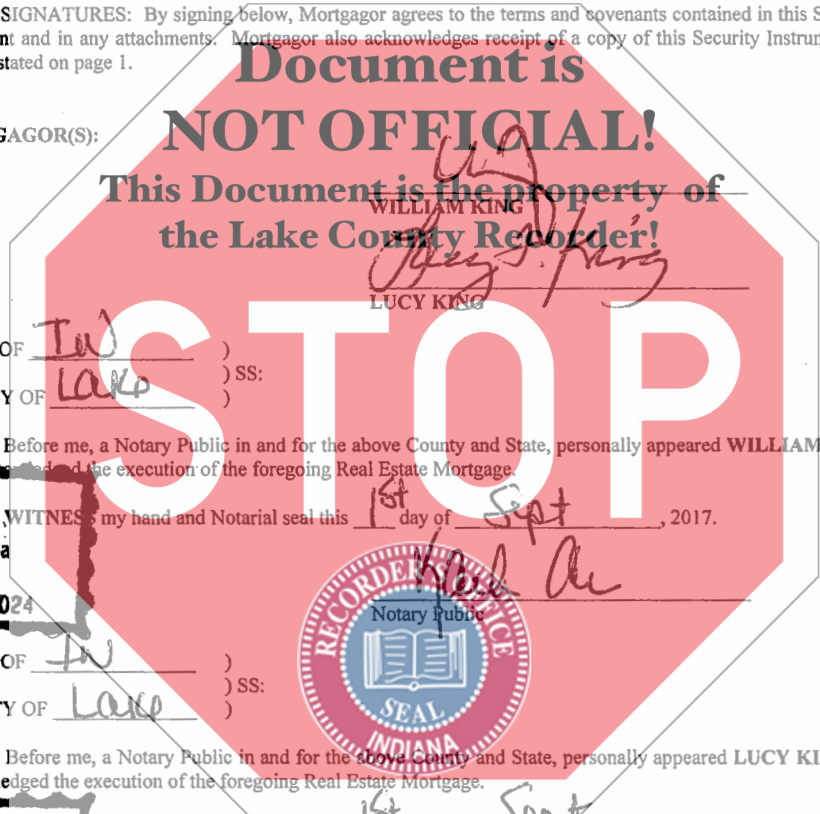 SIGNATURES: By signing below, Mortgagor agrees to the terms and covenants contained in this S
nt and in any attachments. Mortgagor also acknowledges receipt of a copy of this Security Instrum
stated on page 1.
Document is
NOT OFFICIAL!
GAGOR(S):
This Document is the property of
WILLIAM KING
the Lake County Recorder!
Lucy J. King
LUCY KING
STOP
OF IN )
) SS:
Y OF Lake )
Before me, a Notary Public in and for the above County and State, personally appeared WILLIAM
the execution of the foregoing Real Estate Mortgage.
WITNESS my hand and Notarial seal this 1st day of Sept, 2017.
a
024
Notary Public
RECORDER'S OFFICE
SEAL
INDIANA
OF IN )
) SS:
Y OF Lake )
Before me, a Notary Public in and for the above County and State, personally appeared LUCY KI
edged the execution of the foregoing Real Estate Mortgage.
1st Sept